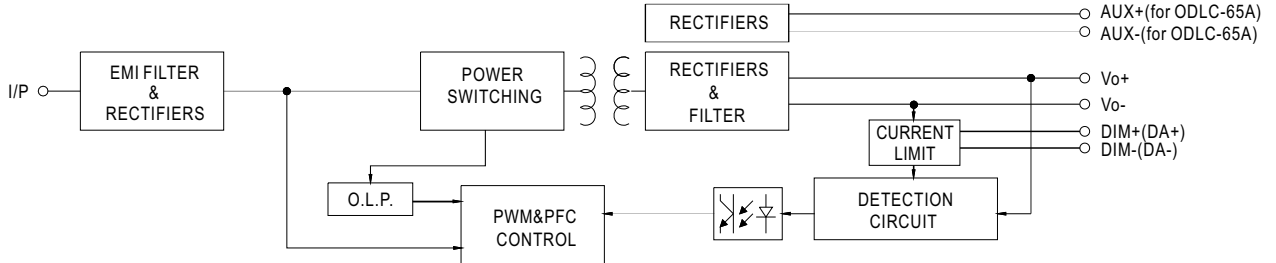 RECTIFIERS
AUX+(for ODLC-65A)
AUX-(for ODLC-65A)
I/P
EMI FILTER
&
RECTIFIERS
POWER
SWITCHING
RECTIFIERS
&
FILTER
Vo+
Vo-
CURRENT
LIMIT
DIM+(DA+)
DIM-(DA-)
O.L.P.
PWM&PFC
CONTROL
DETECTION
CIRCUIT